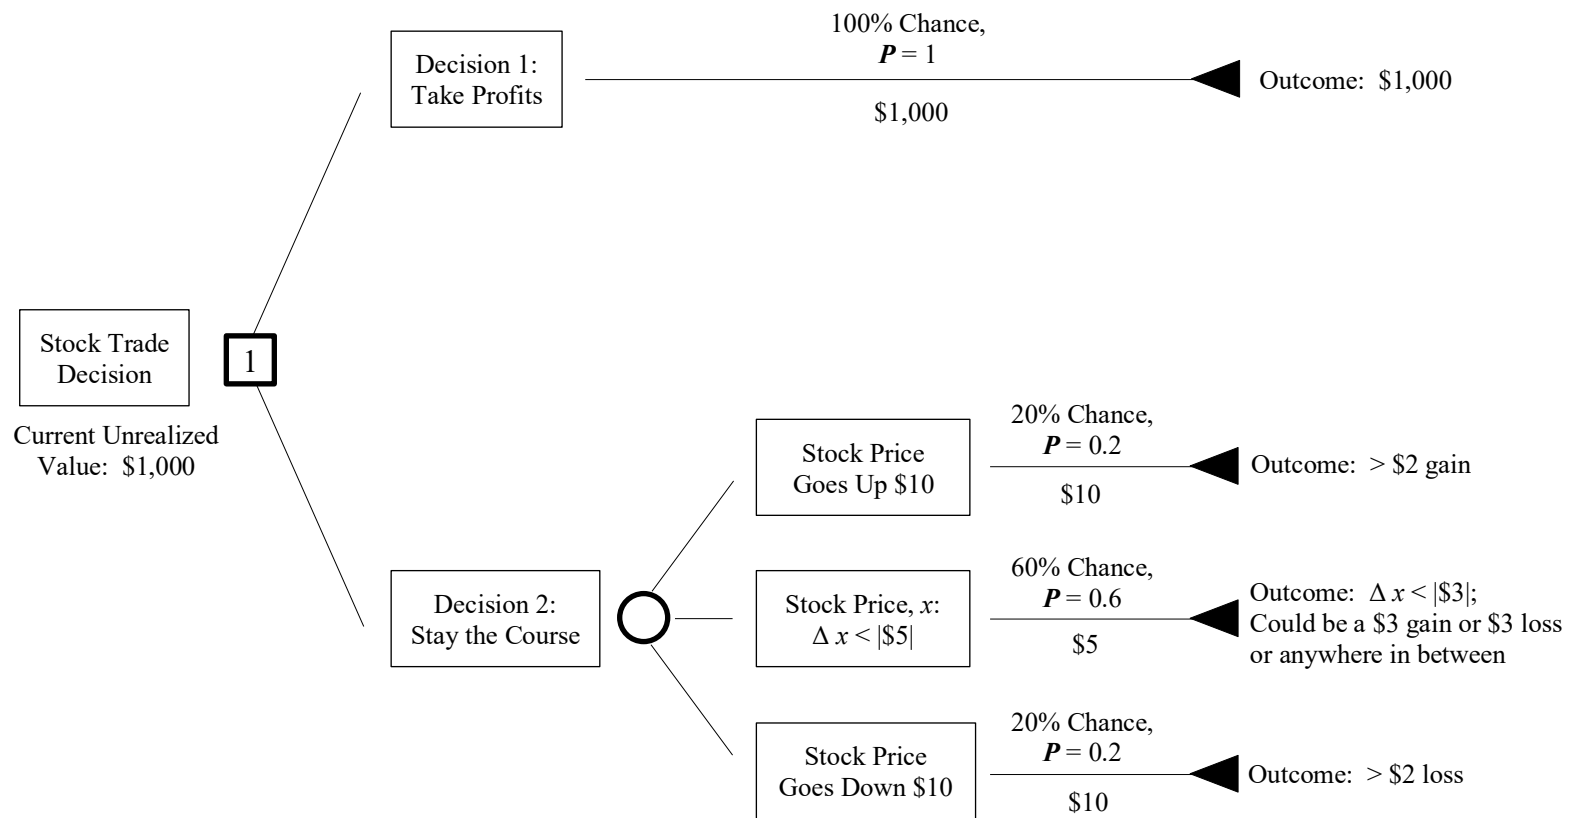 100% Chance,
P = 1
Decision 1:
Take Profits
$1,000
Outcome: $1,000
Stock Trade
Decision
1
Current Unrealized
Value: $1,000
Decision 2:
Stay the Course
Stock Price
Goes Up $10
20% Chance,
P = 0.2
$10
Outcome: > $2 gain
Stock Price, x:
Δ x < |$5|
60% Chance,
P = 0.6
$5
Outcome: Δ x < |$3|;
Could be a $3 gain or $3 loss
or anywhere in between
Stock Price
Goes Down $10
20% Chance,
P = 0.2
$10
Outcome: > $2 loss